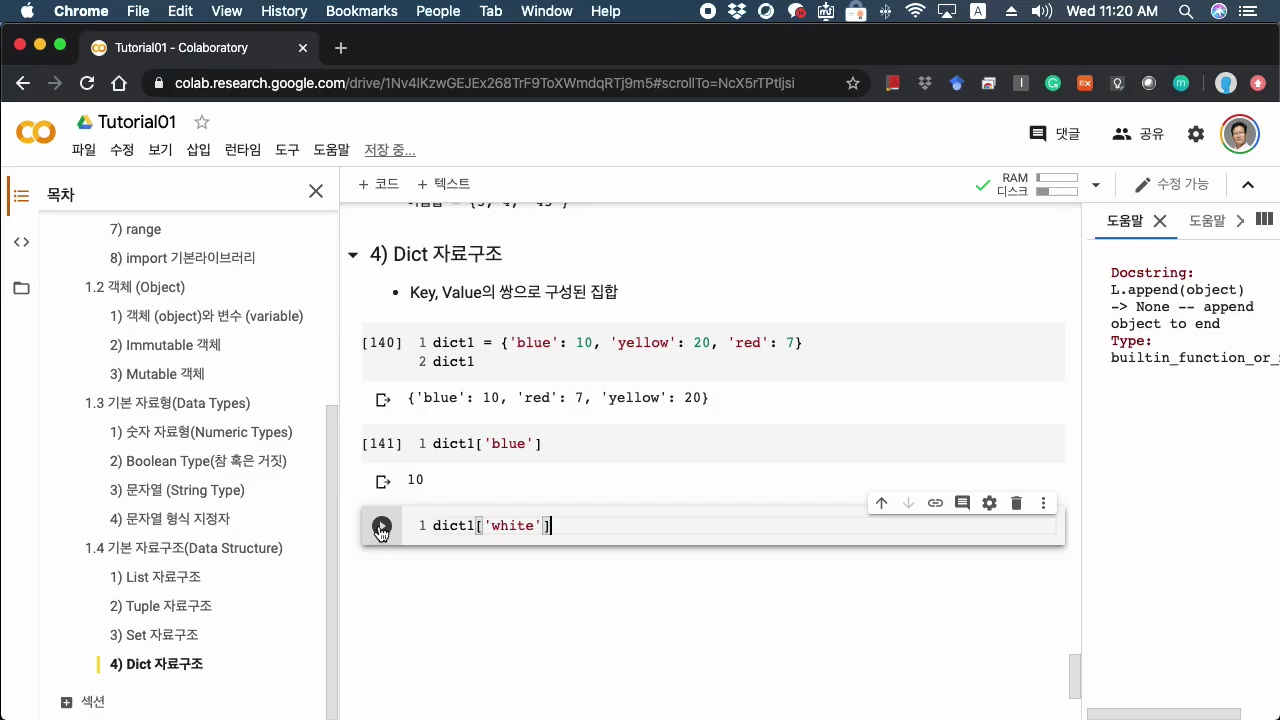 Chrome File Edit View History Bookmarks People Tab Window Help
A
Wed 11:20 AM
Tutorial01 - Colaboratory
colab.research.google.com/drive/1Nv4lKzwGEJEx268TrF9ToXWmdqRTj9m5#scrollTo=NcX5rTPtljsi
Tutorial01
댓글
공유
파일 수정 보기 삽입 런타임 도구 도움말 저장 중...
목차
+ 코드 + 텍스트
RAM
디스크
수정 가능
7) range
8) import 기본라이브러리
1.2 객체 (Object)
1) 객체 (object)와 변수 (variable)
2) Immutable 객체
3) Mutable 객체
1.3 기본 자료형(Data Types)
1) 숫자 자료형(Numeric Types)
2) Boolean Type(참 혹은 거짓)
3) 문자열 (String Type)
4) 문자열 형식 지정자
1.4 기본 자료구조(Data Structure)
1) List 자료구조
2) Tuple 자료구조
3) Set 자료구조
4) Dict 자료구조
섹션
4) Dict 자료구조
• Key, Value의 쌍으로 구성된 집합
[140] 1 dict1 = {'blue': 10, 'yellow': 20, 'red': 7}
2 dict1
{'blue': 10, 'red': 7, 'yellow': 20}
[141] 1 dict1['blue']
10
1 dict1['white']
도움말
도움말
Docstring:
L.append(object)
-> None -- append
object to end
Type:
builtin_function_or_